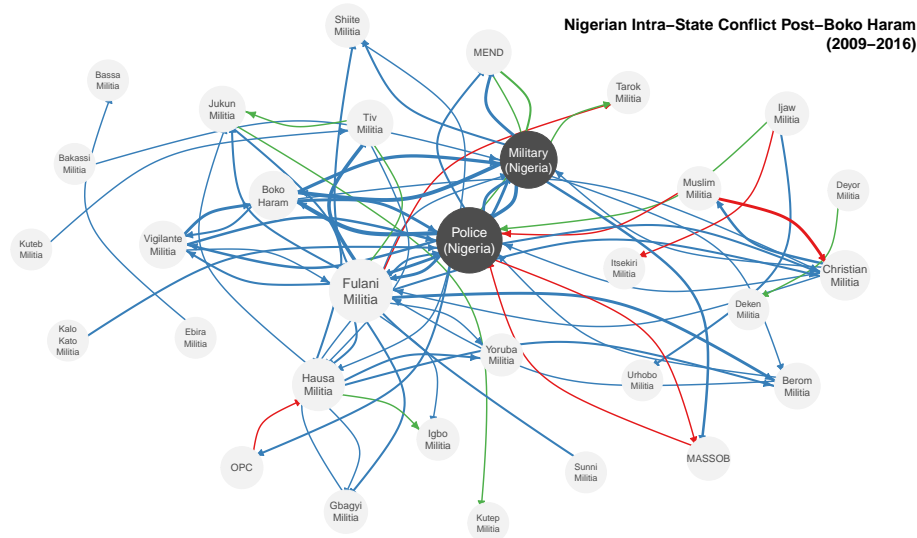 Nigerian Intra−State Conflict Post−Boko Haram
(2009−2016)
Shiite
Militia
MEND
Bassa
Militia
Jukun
Militia
Tiv
Militia
Tarok
Militia
Ijaw
Militia
Military
(Nigeria)
Bakassi
Militia
Boko
Haram
Muslim
Militia
Deyor
Militia
Kuteb
Militia
Vigilante
Militia
Police
(Nigeria)
Itsekiri
Militia
Christian
Militia
Fulani
Militia
Deken
Militia
Kalo
Kato
Militia
Ebira
Militia
Yoruba
Militia
Hausa
Militia
Urhobo
Militia
Berom
Militia
Igbo
Militia
OPC
Sunni
Militia
MASSOB
Gbagyi
Militia
Kutep
Militia